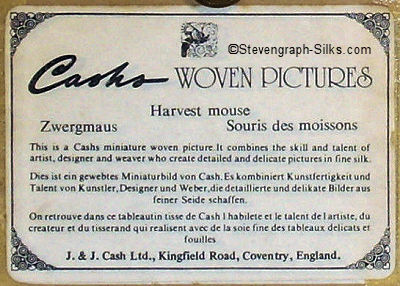 ©Stevengraph-Silks.com
Cashs WOVEN PICTURES
Harvest mouse
Zwergmaus Souris des moissons
This is a Cashs miniature woven picture.It combines the skill and talent of
artist, designer and weaver who create detailed and delicate pictures in fine silk.
Dies ist ein gewebtes Miniaturbild von Cash.Es kombiniert Kunstfertigkeit und
Talent von Kunstler,Designer und Weber,die detaillierte und delikate Bilder aus
feiner Seide schaffen.
On retrouve dans ce tableautin tisse de Cash l habilete et le talent de l artiste, du
createur et du tisserand qui realisent avec de la soie fine des tableaux delicats et
fouilles
J. & J. Cash Ltd., Kingfield Road, Coventry, England.